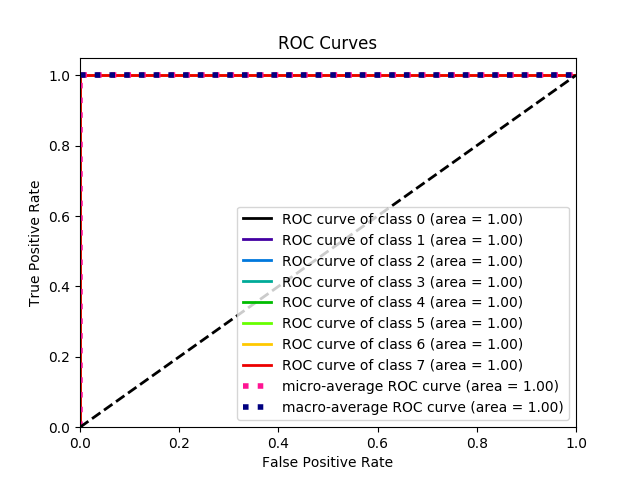 ROC Curves
True Positive Rate
1.0
0.8
0.6
0.4
0.2
0.0
ROC curve of class 0 (area = 1.00)
ROC curve of class 1 (area = 1.00)
ROC curve of class 2 (area = 1.00)
ROC curve of class 3 (area = 1.00)
ROC curve of class 4 (area = 1.00)
ROC curve of class 5 (area = 1.00)
ROC curve of class 6 (area = 1.00)
ROC curve of class 7 (area = 1.00)
micro-average ROC curve (area = 1.00)
macro-average ROC curve (area = 1.00)
0.0 0.2 0.4 0.6 0.8 1.0
False Positive Rate